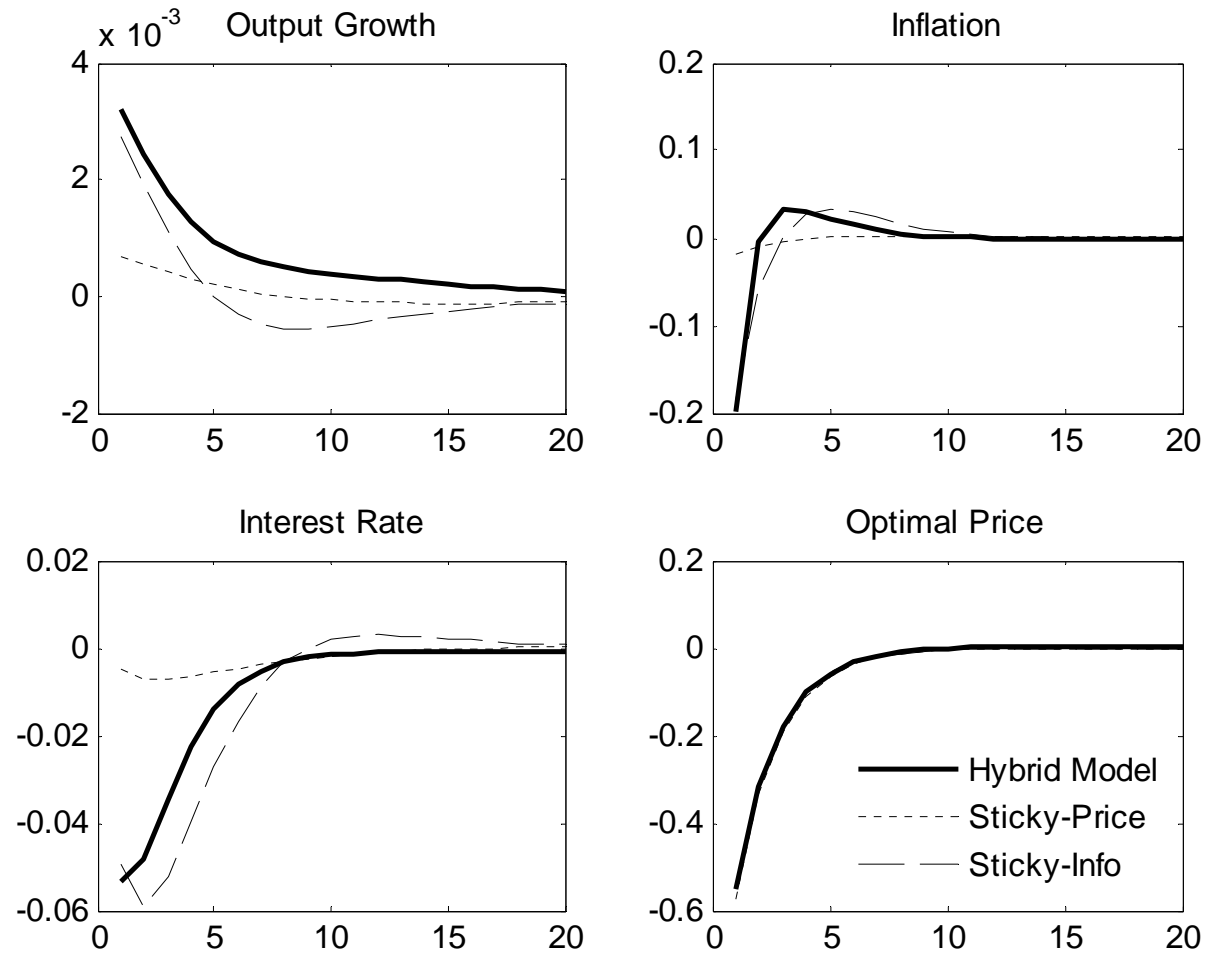 x 10-3
Output Growth
4
2
0
-2
0 5 10 15 20
Inflation
0.2
0.1
0
-0.1
-0.2
0 5 10 15 20
Interest Rate
0.02
0
-0.02
-0.04
-0.06
0 5 10 15 20
Optimal Price
0.2
0
-0.2
-0.4
-0.6
0 5 10 15 20
Hybrid Model
Sticky-Price
Sticky-Info